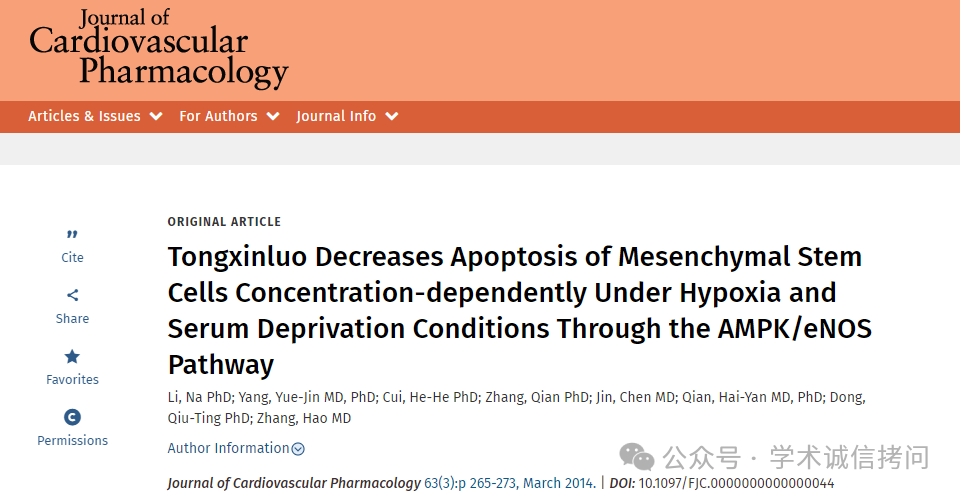 Journal of
Cardiovascular
Pharmacology
Articles & Issues For Authors Journal Info
ORIGINAL ARTICLE
Tongxinluo Decreases Apoptosis of Mesenchymal Stem
Cells Concentration-dependently Under Hypoxia and
Serum Deprivation Conditions Through the AMPK/eNOS
Pathway
Li, Na PhD; Yang, Yue-Jin MD, PhD; Cui, He-He PhD; Zhang, Qian PhD; Jin, Chen MD; Qian, Hai-Yan MD, PhD; Dong,
Qiu-Ting PhD; Zhang, Hao MD
Author Information
Journal of Cardiovascular Pharmacology 63(3):p 265-273, March 2014. | DOI: 10.1097/FJC.0000000000000044
Cite
Share
Favorites
Permissions
公众号 · 学术诚信拷问